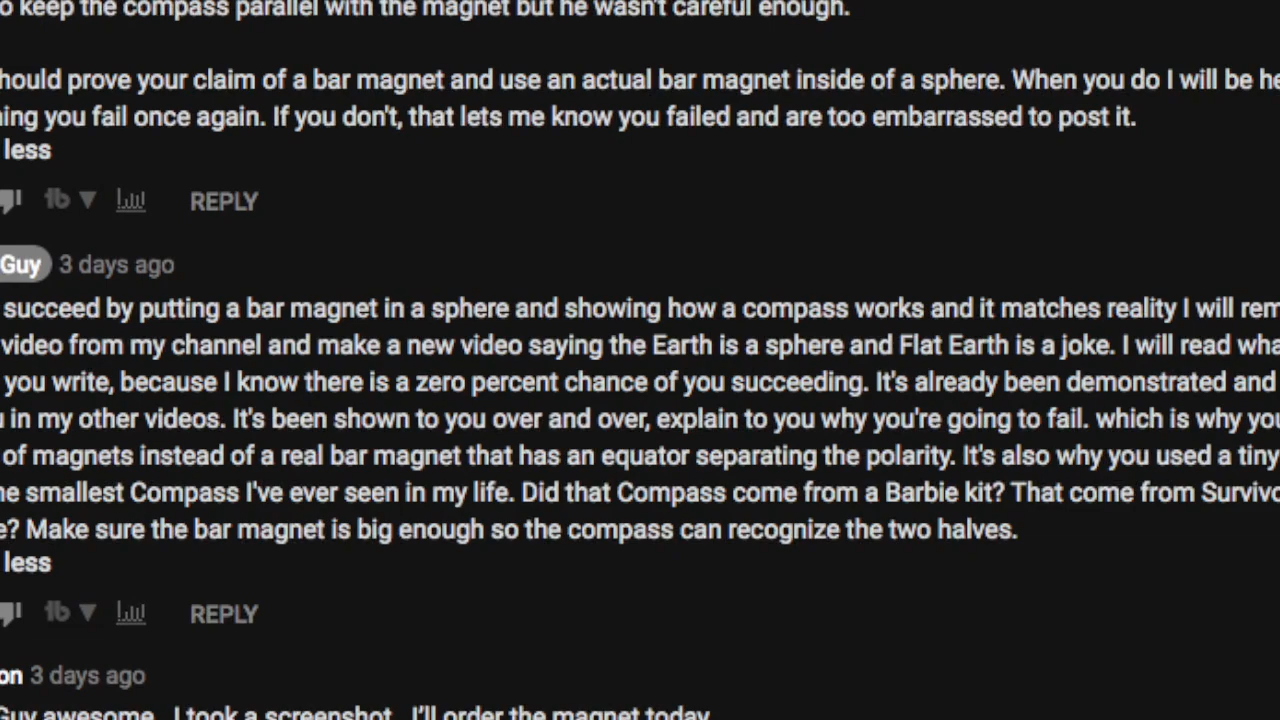 keep the compass parallel with the magnet but he wasn't careful enough.
prove your claim of a bar magnet and use an actual bar magnet inside of a sphere. When you do I will be
you fail once again. If you don't, that lets me know you failed and are too embarrassed to post it.
less
REPLY
Guy 3 days ago
succeed by putting a bar magnet in a sphere and showing how a compass works and it matches reality I will
video from my channel and make a new video saying the Earth is a sphere and Flat Earth is a joke. I will read
you write, because I know there is a zero percent chance of you succeeding. It's already been demonstrated and
in my other videos. It's been shown to you over and over, explain to you why you're going to fail. which is why
of magnets instead of a real bar magnet that has an equator separating the polarity. It's also why you used a tiny
smallest Compass I've ever seen in my life. Did that Compass come from a Barbie kit? That come from
Make sure the bar magnet is big enough so the compass can recognize the two halves.
less
REPLY
3 days ago
Guy awesome. I took a screenshot. I'll order the magnet today